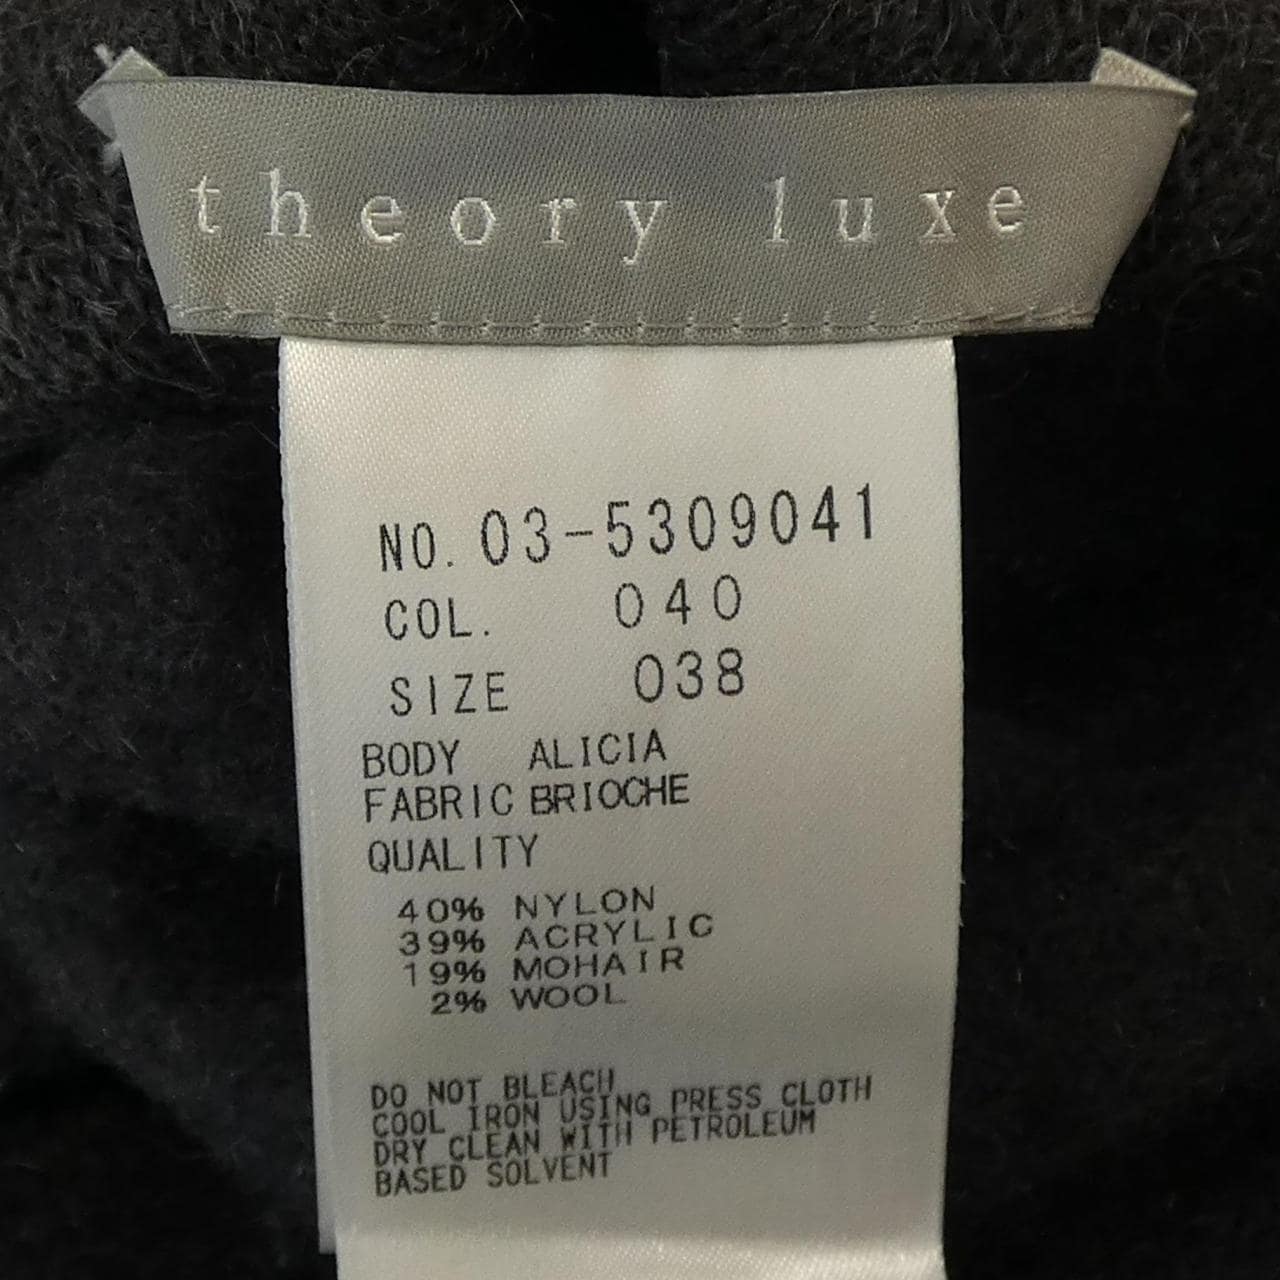 theory luxe
NO. 03-5309041
COL. 040
SIZE 038
BODY ALICIA
FABRIC BRIOCHE
QUALITY
40% NYLON
39% ACRYLIC
19% MOHAIR
2% WOOL
DO NOT BLEACH
COOL IRON USING PRESS CLOTH
DRY CLEAN WITH PETROLEUM
BASED SOLVENT